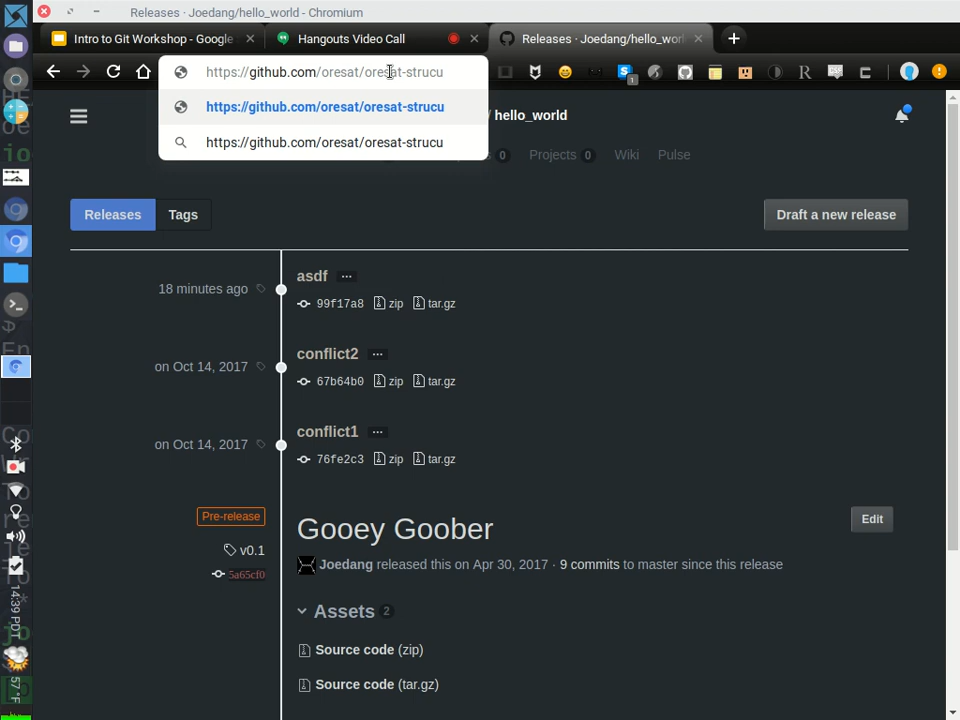 Releases - Joedang/hello_world - Chromium
Intro to Git Workshop - Google
Hangouts Video Call
Releases · Joedang/hello_worl
https://github.com/oresat/oresat-strucu
https://github.com/oresat/oresat-strucu
https://github.com/oresat/oresat-strucu
/ hello_world
0
Projects 0
Wiki
Pulse
Releases
Tags
Draft a new release
18 minutes ago
asdf ...
99f17a8 zip tar.gz
on Oct 14, 2017
conflict2 ...
67b64b0 zip tar.gz
on Oct 14, 2017
conflict1 ...
76fe2c3 zip tar.gz
Pre-release
v0.1
5a65cf0
Gooey Goober
Edit
Joedang released this on Apr 30, 2017 · 9 commits to master since this release
Assets 2
Source code (zip)
Source code (tar.gz)
14:39 PDT
57 °F